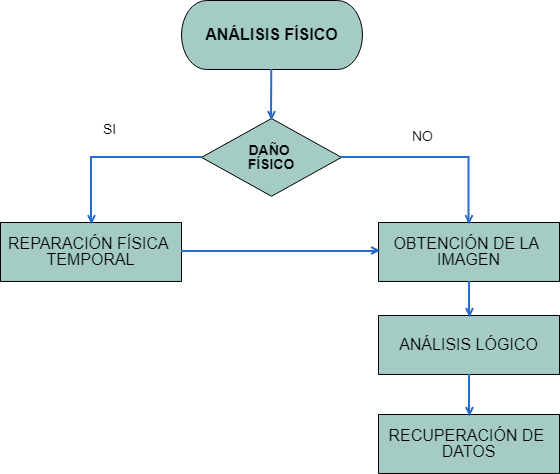 ANÁLISIS FÍSICO
DAÑO
FÍSICO
SI
NO
REPARACIÓN FÍSICA
TEMPORAL
OBTENCIÓN DE LA
IMAGEN
ANÁLISIS LÓGICO
RECUPERACIÓN DE
DATOS